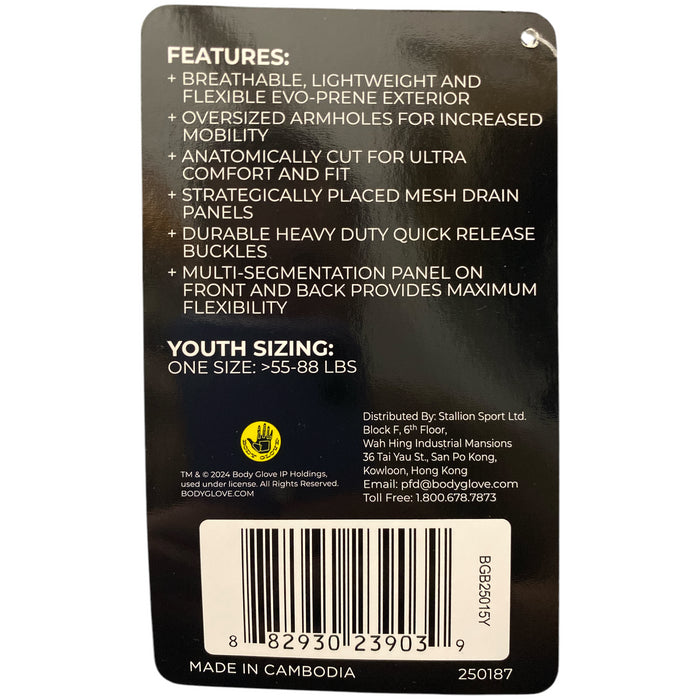 FEATURES:
+ BREATHABLE, LIGHTWEIGHT AND
FLEXIBLE EVO-PRENE EXTERIOR
+ OVERSIZED ARMHOLES FOR INCREASED
MOBILITY
+ ANATOMICALLY CUT FOR ULTRA
COMFORT AND FIT
+ STRATEGICALLY PLACED MESH DRAIN
PANELS
+ DURABLE HEAVY DUTY QUICK RELEASE
BUCKLES
+ MULTI-SEGMENTATION PANEL ON
FRONT AND BACK PROVIDES MAXIMUM
FLEXIBILITY
YOUTH SIZING:
ONE SIZE: >55-88 LBS
BODY GLOVE
TM & © 2024 Body Glove IP Holdings,
used under license. All Rights Reserved.
BODYGLOVE.COM
Distributed By: Stallion Sport Ltd.
Block F, 6th Floor,
Wah Hing Industrial Mansions
36 Tai Yau St., San Po Kong,
Kowloon, Hong Kong
Email: pfd@bodyglove.com
Toll Free: 1.800.678.7873
BGB25015Y
8 82930 23903 9
MADE IN CAMBODIA
250187